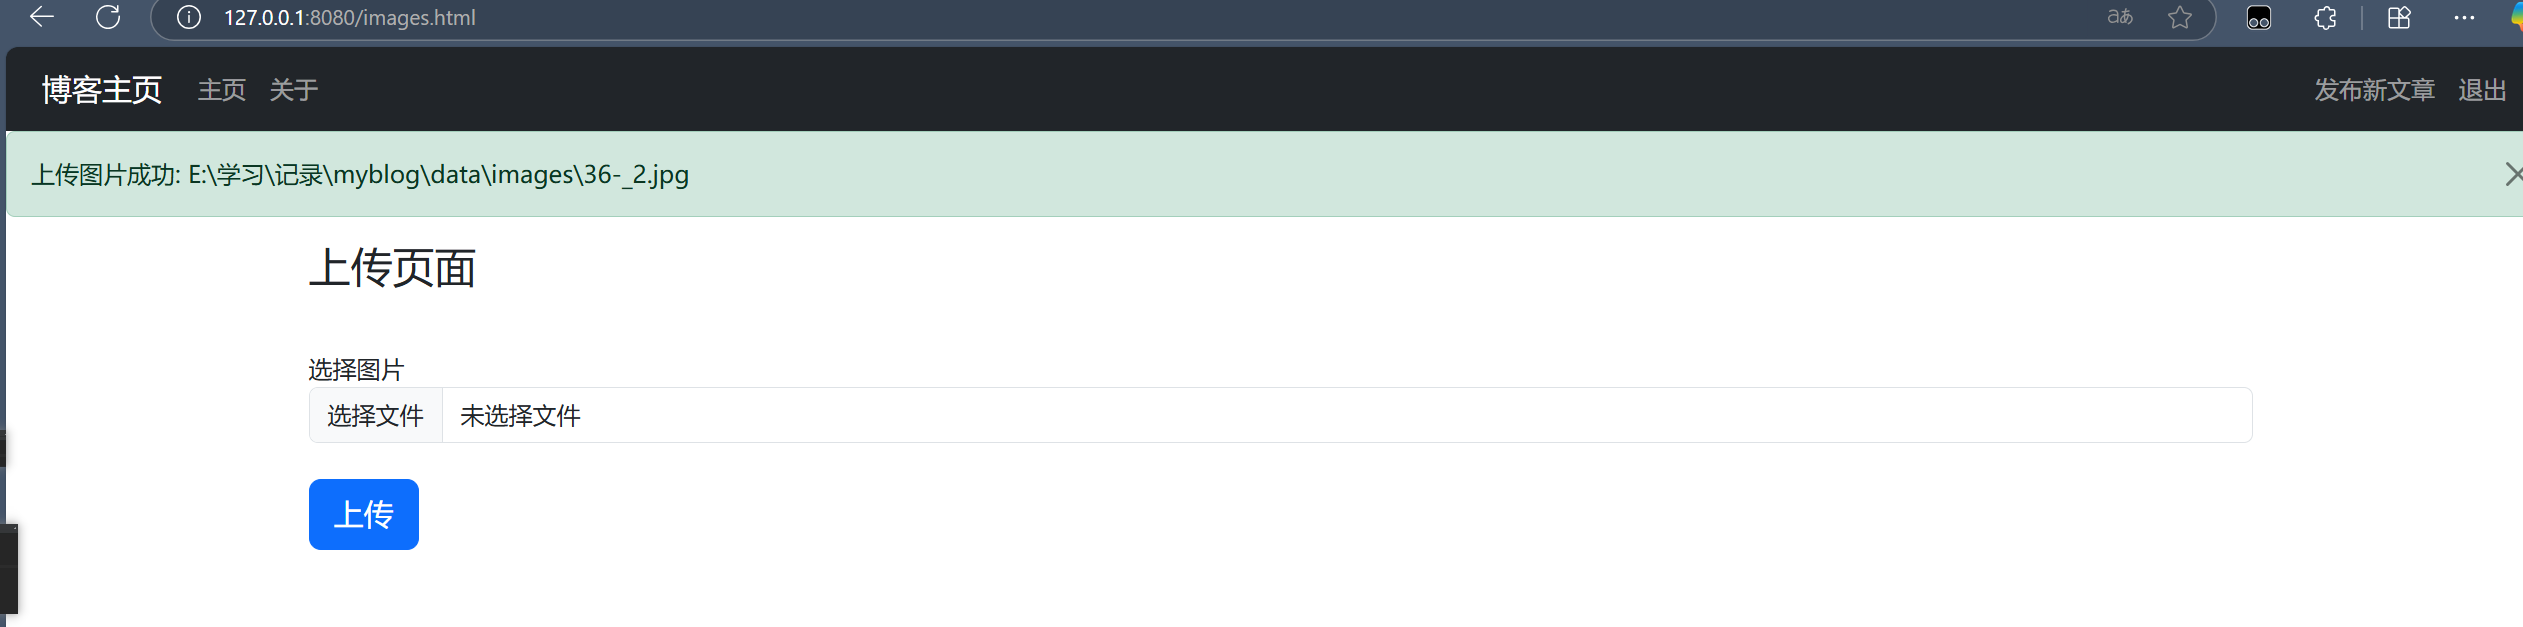 127.0.0.1:8080/images.html
博客主页 主页 关于 发布新文章 退出
上传图片成功: E:\学习\记录\myblog\data\images\36-_2.jpg
上传页面
选择图片
选择文件 未选择文件
上传